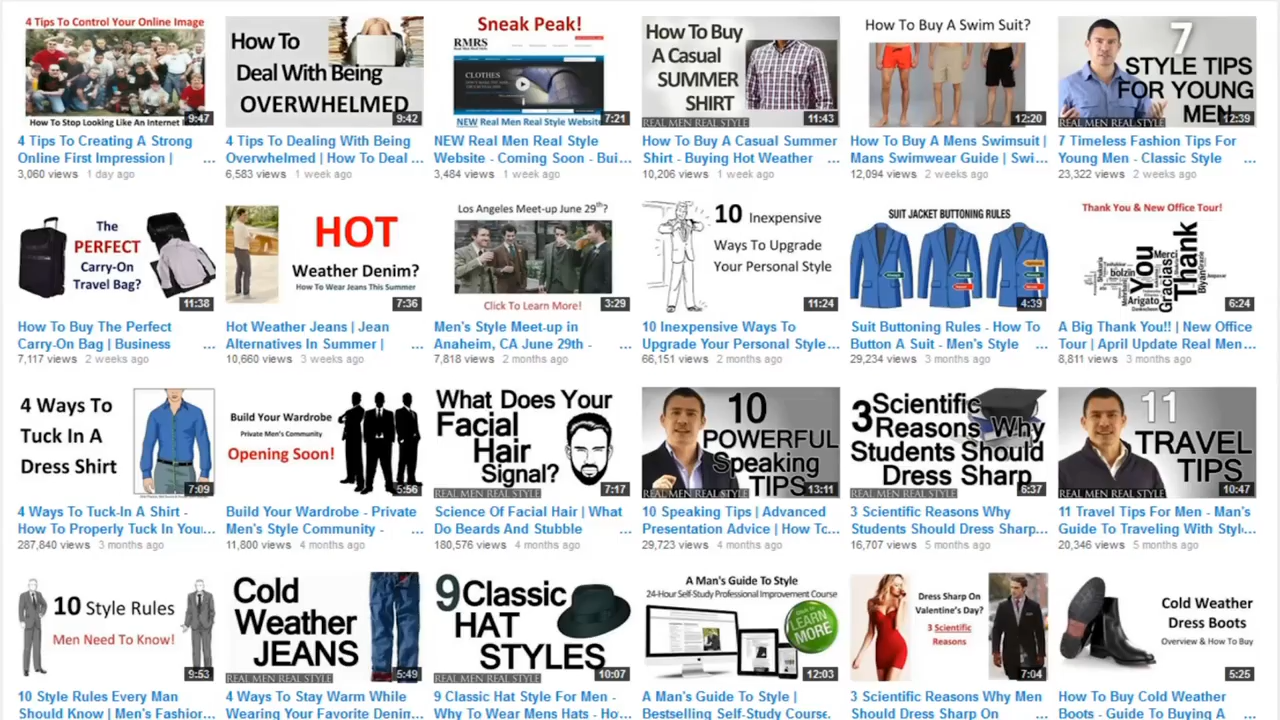 4 Tips To Control Your Online Image
How To Stop Looking Like An Internet
9:47
4 Tips To Creating A Strong
Online First Impression | ...
3,060 views 1 day ago
How To
Deal With Being
OVERWHELMED
9:42
4 Tips To Dealing With Being
Overwhelmed | How To Deal ...
6,583 views 1 week ago
Sneak Peak!
RMRS
CLOTHES
NEW Real Men Real Style Website
7:21
NEW Real Men Real Style
Website - Coming Soon - Bui...
3,484 views 1 week ago
How To Buy
A Casual
SUMMER
SHIRT
REAL MEN REAL STYLE
11:43
How To Buy A Casual Summer
Shirt - Buying Hot Weather ...
10,206 views 1 week ago
How To Buy A Swim Suit?
12:20
How To Buy A Mens Swimsuit |
Mans Swimwear Guide | Swi...
12,094 views 2 weeks ago
7
STYLE TIPS
FOR YOUNG
MEN
REAL MEN REAL STYLE
12:39
7 Timeless Fashion Tips For
Young Men - Classic Style ...
23,322 views 2 weeks ago
The
PERFECT
Carry-On
Travel Bag?
11:38
How To Buy The Perfect
Carry-On Bag | Business ...
7,117 views 2 weeks ago
HOT
Weather Denim?
How To Wear Jeans This Summer
7:36
Hot Weather Jeans | Jean
Alternatives In Summer | ...
10,660 views 3 weeks ago
Los Angeles Meet-up June 29th?
Click To Learn More!
3:29
Men's Style Meet-up in
Anaheim, CA June 29th - ...
7,818 views 2 months ago
10 Inexpensive
Ways To Upgrade
Your Personal Style
11:24
10 Inexpensive Ways To
Upgrade Your Personal Style...
66,151 views 2 months ago
SUIT JACKET BUTTONING RULES
4:39
Suit Buttoning Rules - How To
Button A Suit - Men's Style ...
29,234 views 3 months ago
Thank You & New Office Tour!
Thank
You
Merci
Gracias
bolzin
Arigato
6:24
A Big Thank You!! | New Office
Tour | April Update Real Men...
8,811 views 3 months ago
4 Ways To
Tuck In A
Dress Shirt
7:09
4 Ways To Tuck-In A Shirt -
How To Properly Tuck In You...
287,840 views 3 months ago
Build Your Wardrobe
Private Men's Community
Opening Soon!
5:56
Build Your Wardrobe - Private
Men's Style Community - ...
11,800 views 4 months ago
What Does Your
Facial
Hair
Signal?
REAL MEN REAL STYLE
7:17
Science Of Facial Hair | What
Do Beards And Stubble ...
180,576 views 4 months ago
10
POWERFUL
Speaking
TIPS
REAL MEN REAL STYLE
13:11
10 Speaking Tips | Advanced
Presentation Advice | How Tc...
29,723 views 4 months ago
3 Scientific
Reasons Why
Students Should
Dress Sharp
REAL MEN REAL STYLE
6:37
3 Scientific Reasons Why
Students Should Dress Sharp...
16,707 views 5 months ago
11
TRAVEL
TIPS
REAL MEN REAL STYLE
10:47
11 Travel Tips For Men - Man's
Guide To Traveling With Styl...
20,346 views 5 months ago
10 Style Rules
Men Need To Know!
9:53
10 Style Rules Every Man
Should Know | Men's Fashion...
Cold
Weather
JEANS
REAL MEN REAL STYLE
5:49
4 Ways To Stay Warm While
Wearing Your Favorite Denin...
9 Classic
HAT
STYLES
REAL MEN REAL STYLE
10:07
9 Classic Hat Style For Men -
Why To Wear Mens Hats - Ho...
A Man's Guide To Style
24-Hour Self-Study Professional Improvement Course
LEARN
MORE
12:03
A Man's Guide To Style |
Bestselling Self-Study Course...
Dress Sharp On
Valentine's Day?
3 Scientific
Reasons
7:04
3 Scientific Reasons Why Men
Should Dress Sharp On ...
Cold Weather
Dress Boots
Overview & How To Buy
5:25
How To Buy Cold Weather
Boots - Guide To Buying A ...